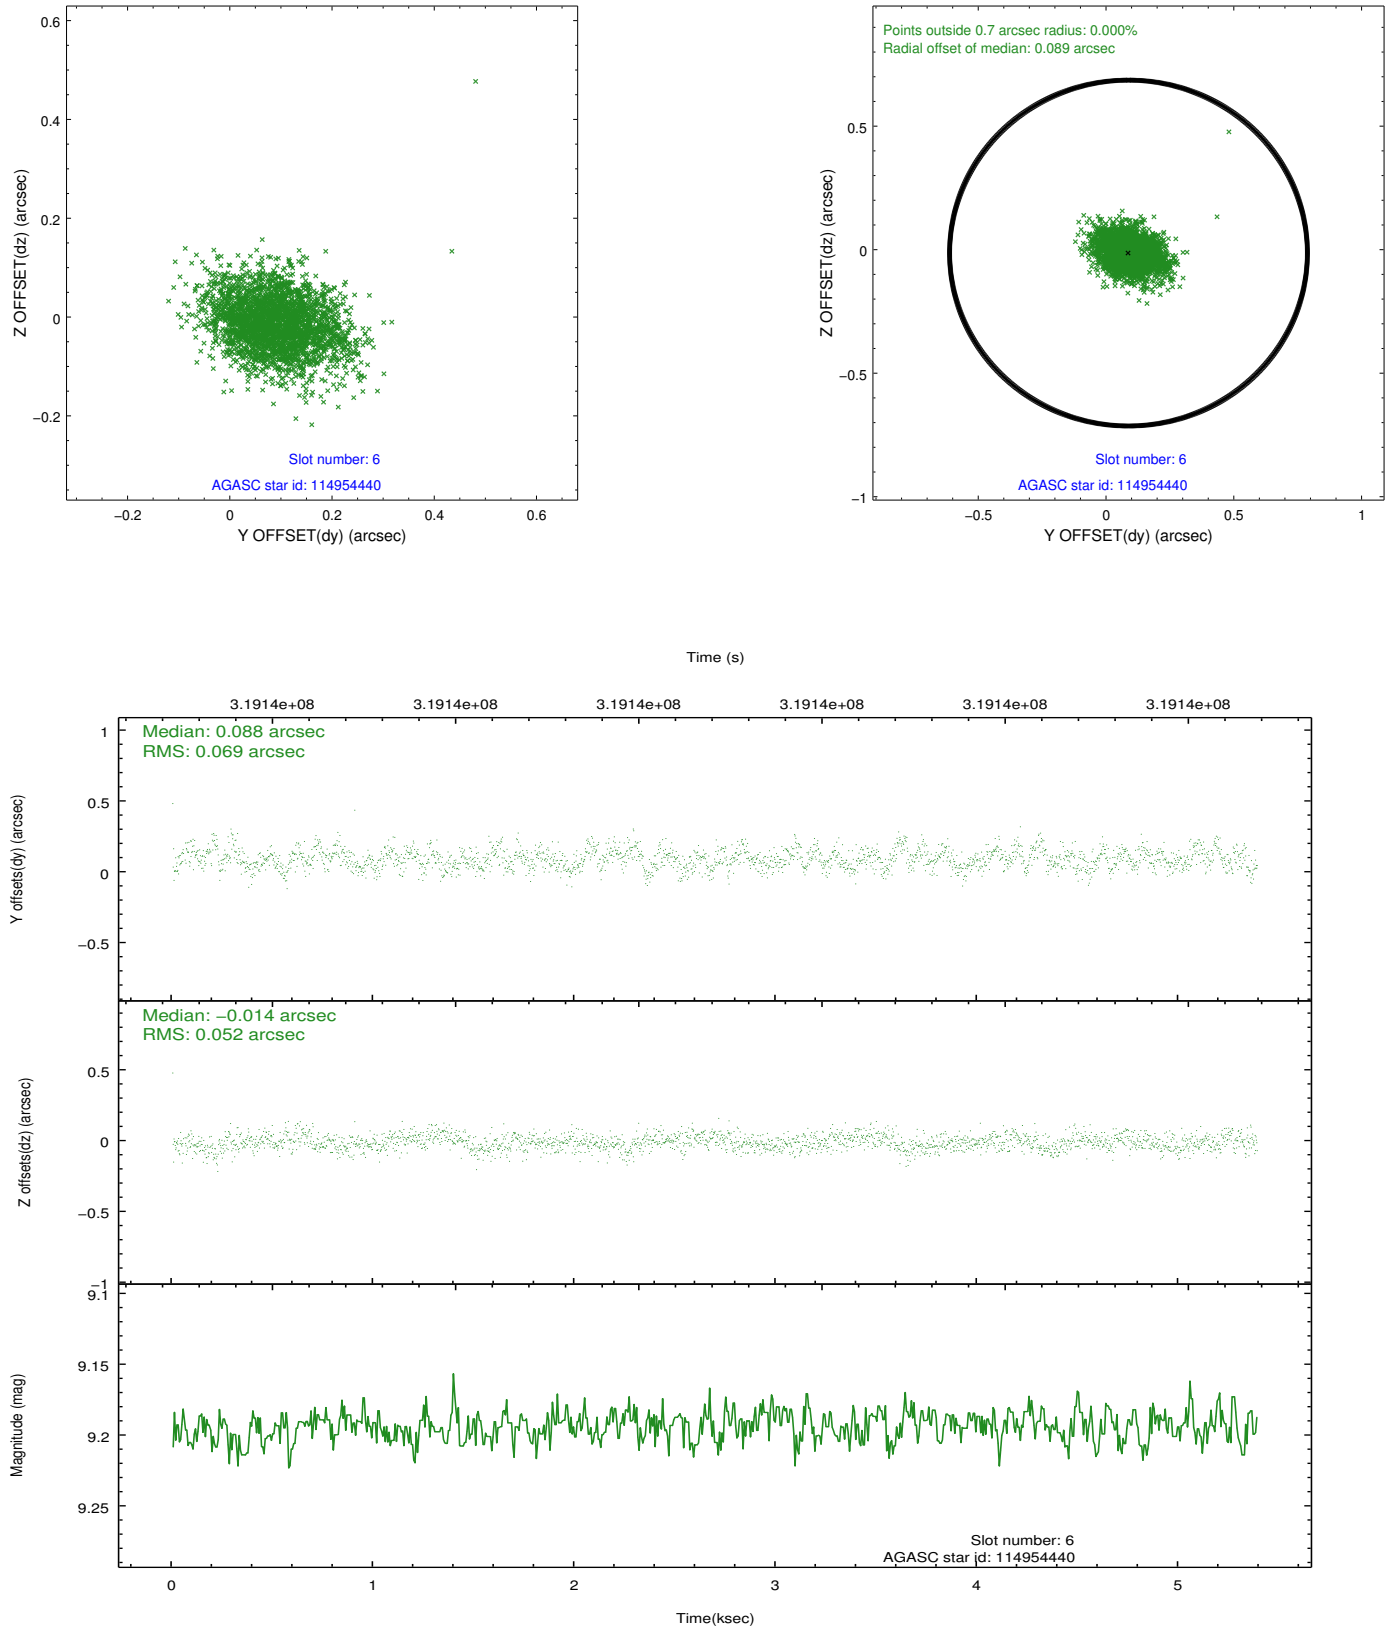 0.6
0.4
0.2
0
−0.2
Z OFFSET(dz) (arcsec)
Slot number: 6
AGASC star id: 114954440
−0.2 0 0.2 0.4 0.6
Y OFFSET(dy) (arcsec)
Points outside 0.7 arcsec radius: 0.000%
Radial offset of median: 0.089 arcsec
0.5
0
−0.5
−1
Z OFFSET(dz) (arcsec)
Slot number: 6
AGASC star id: 114954440
−0.5 0 0.5 1
Y OFFSET(dy) (arcsec)
Time (s)
3.1914e+08 3.1914e+08 3.1914e+08 3.1914e+08 3.1914e+08 3.1914e+08
Median: 0.088 arcsec
RMS: 0.069 arcsec
1
0.5
0
−0.5
Y offsets(dy) (arcsec)
Median: −0.014 arcsec
RMS: 0.052 arcsec
0.5
0
−0.5
−1
Z offsets(dz) (arcsec)
9.1
9.15
9.2
9.25
Magnitude (mag)
Slot number: 6
AGASC star id: 114954440
0 1 2 3 4 5
Time(ksec)